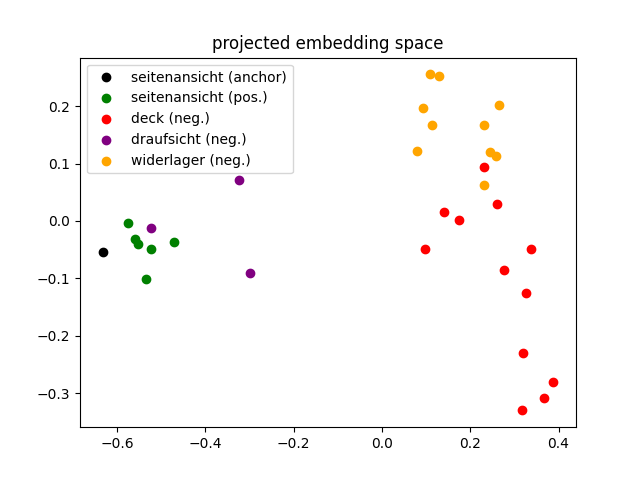 projected embedding space
seitenansicht (anchor)
seitenansicht (pos.)
deck (neg.)
draufsicht (neg.)
widerlager (neg.)
0.2
0.1
0.0
−0.1
−0.2
−0.3
−0.6 −0.4 −0.2 0.0 0.2 0.4